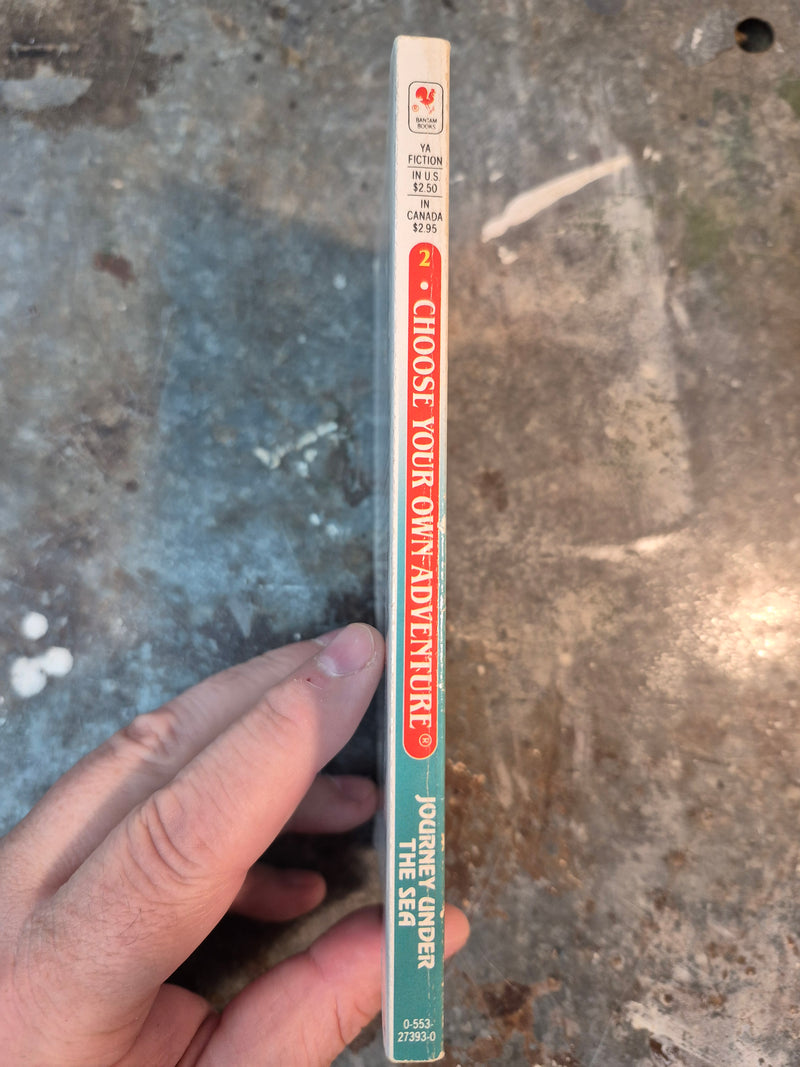 BANTAM
BOOKS
YA
FICTION
IN U.S.
$2.50
IN
CANADA
$2.95
2 • CHOOSE YOUR OWN ADVENTURE®
JOURNEY UNDER
THE SEA
0-553-
27393-0